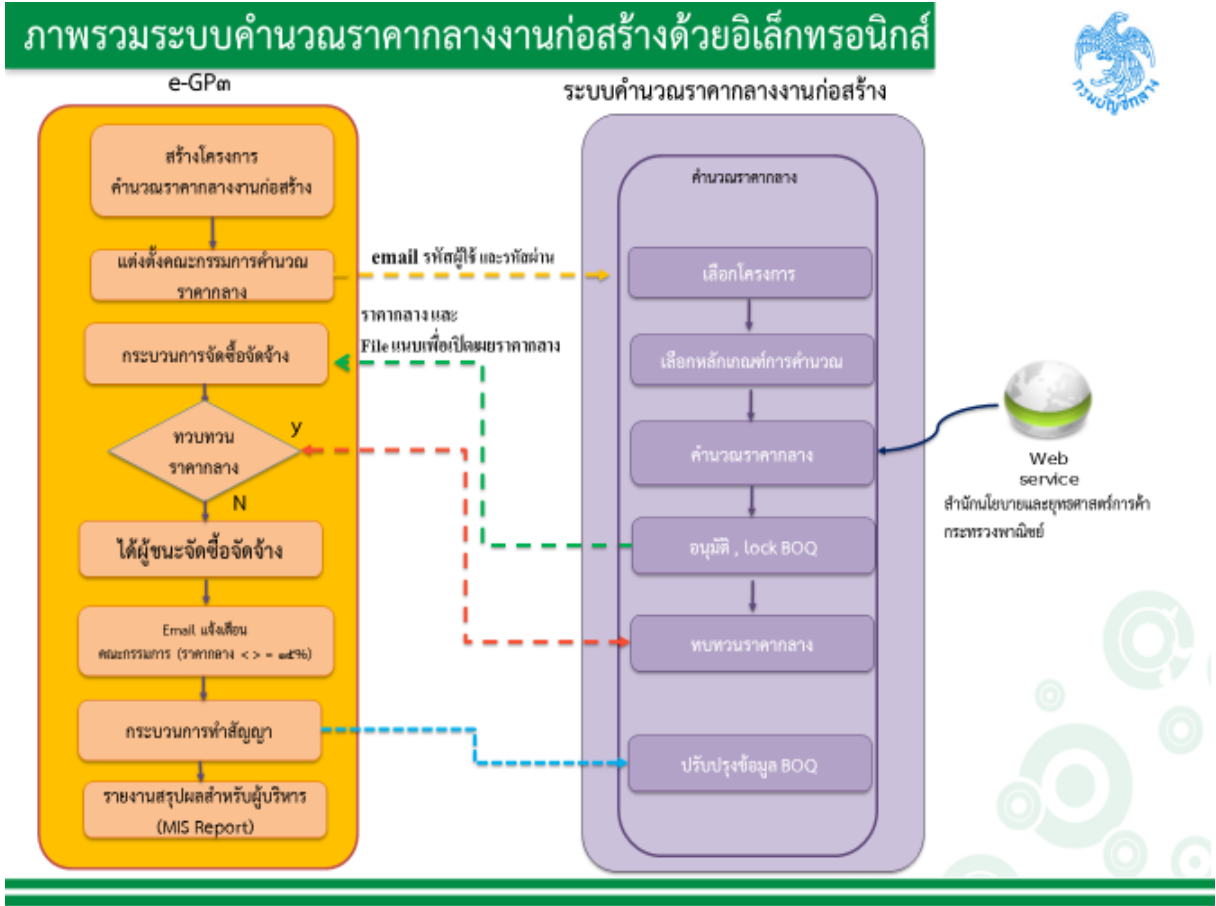 ภาพรวมระบบคำนวณราคากลางงานก่อสร้างด้วยอิเล็กทรอนิกส์
กรมบัญชีกลาง
e-GP๓
สร้างโครงการ
คำนวณราคากลางงานก่อสร้าง
แต่งตั้งคณะกรรมการคำนวณ
ราคากลาง
กระบวนการจัดซื้อจัดจ้าง
ทวบทวน
ราคากลาง
y
N
ได้ผู้ชนะจัดซื้อจัดจ้าง
Email แจ้งเตือน
คณะกรรมการ (ราคากลาง < > = ๑๕%)
กระบวนการทำสัญญา
รายงานสรุปผลสำหรับผู้บริหาร
(MIS Report)
email รหัสผู้ใช้ และรหัสผ่าน
ราคากลาง และ
File แนบเพื่อเปิดเผยราคากลาง
ระบบคำนวณราคากลางงานก่อสร้าง
คำนวณราคากลาง
เลือกโครงการ
เลือกหลักเกณฑ์การคำนวณ
คำนวณราคากลาง
อนุมัติ , lock BOQ
ทบทวนราคากลาง
ปรับปรุงข้อมูล BOQ
Web
service
สำนักนโยบายและยุทธศาสตร์การค้า
กระทรวงพาณิชย์